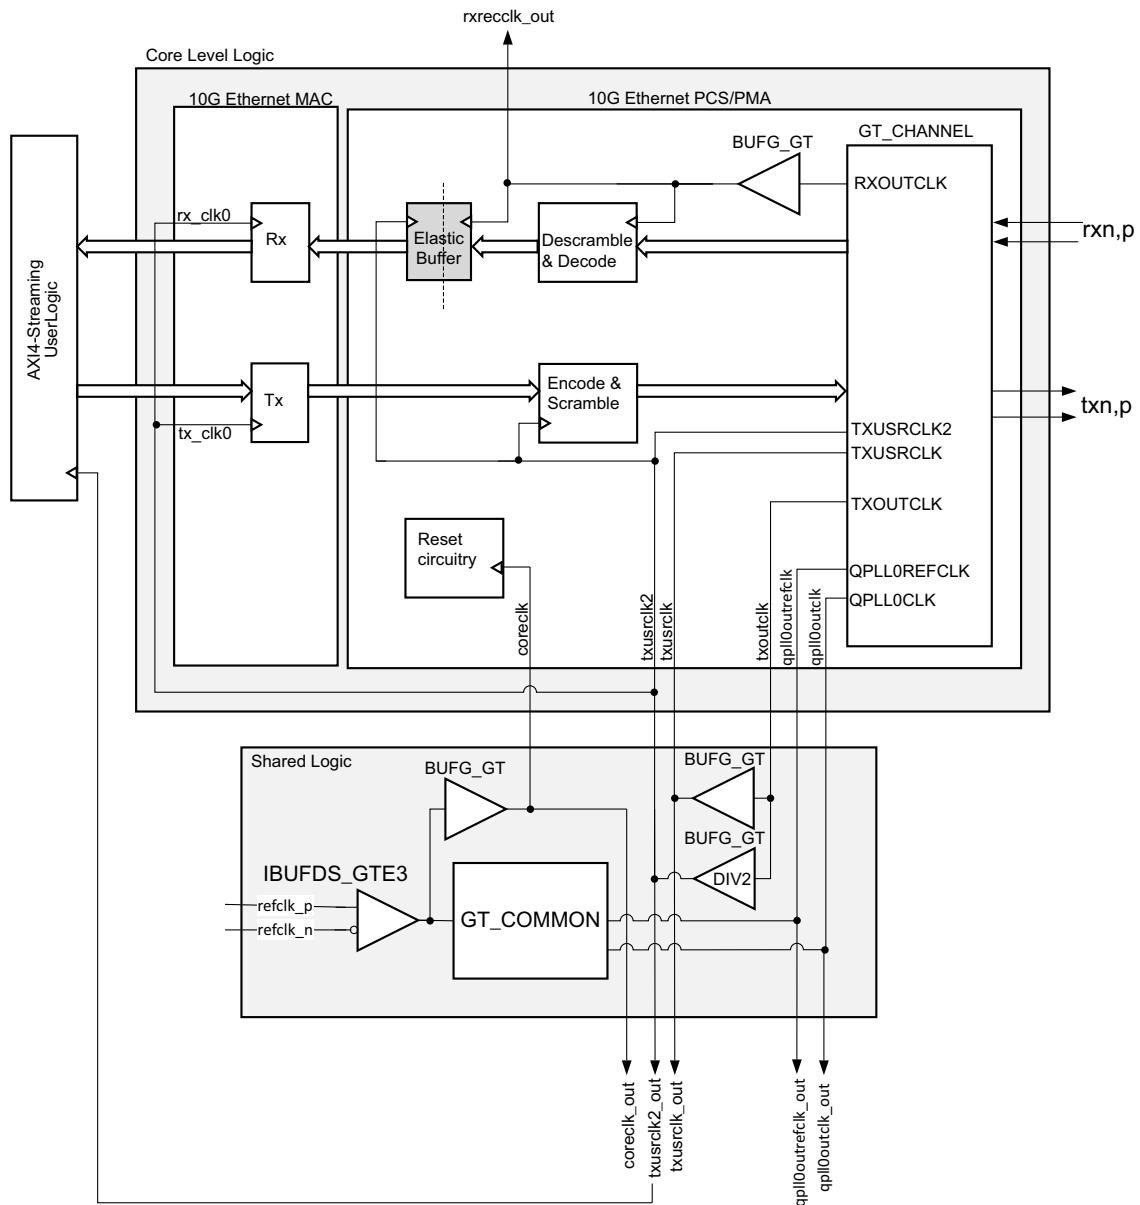 rxrecclk_out
Core Level Logic
10G Ethernet MAC
10G Ethernet PCS/PMA
GT_CHANNEL
BUFG_GT
RXOUTCLK
rx_clk0
Rx
Elastic
Buffer
Descramble
& Decode
rxn,p
AXI4-Streaming
UserLogic
Tx
tx_clk0
Encode &
Scramble
txn,p
TXUSRCLK2
TXUSRCLK
TXOUTCLK
Reset
circuitry
QPLL0REFCLK
QPLL0CLK
coreclk
txusrclk2
txusrclk
txoutclk
qpll0outrefclk
qpll0outclk
Shared Logic
BUFG_GT
BUFG_GT
BUFG_GT
DIV2
IBUFDS_GTE3
refclk_p
refclk_n
GT_COMMON
coreclk_out
txusrclk2_out
txusrclk_out
qpll0outrefclk_out
qpll0outclk_out